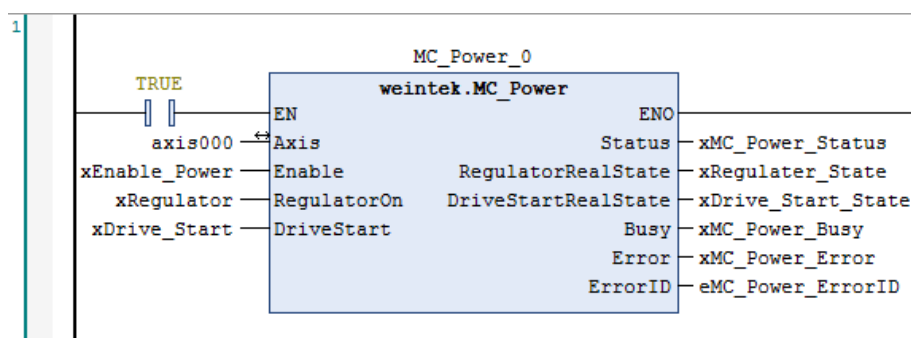 1
MC_Power_0
TRUE
weintek.MC_Power
EN ENO
axis000 Axis Status xMC_Power_Status
xEnable_Power Enable RegulatorRealState xRegulater_State
xRegulator RegulatorOn DriveStartRealState xDrive_Start_State
xDrive_Start DriveStart Busy xMC_Power_Busy
Error xMC_Power_Error
ErrorID eMC_Power_ErrorID